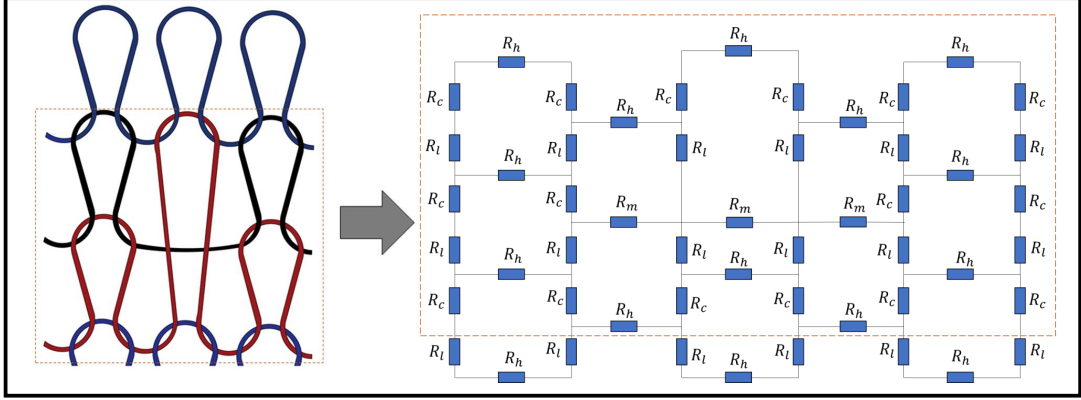 R_h
R_h R_h
R_c R_c R_c R_c R_c R_c
R_h R_h
R_l R_l R_l R_l R_l R_l
R_h R_h
R_c R_c R_c R_c
R_m R_m R_m
R_l R_l R_l R_l R_l R_l
R_h R_h R_h
R_c R_c R_c R_c R_c R_c
R_h R_h
R_l R_l R_l R_l R_l R_l
R_h R_h R_h